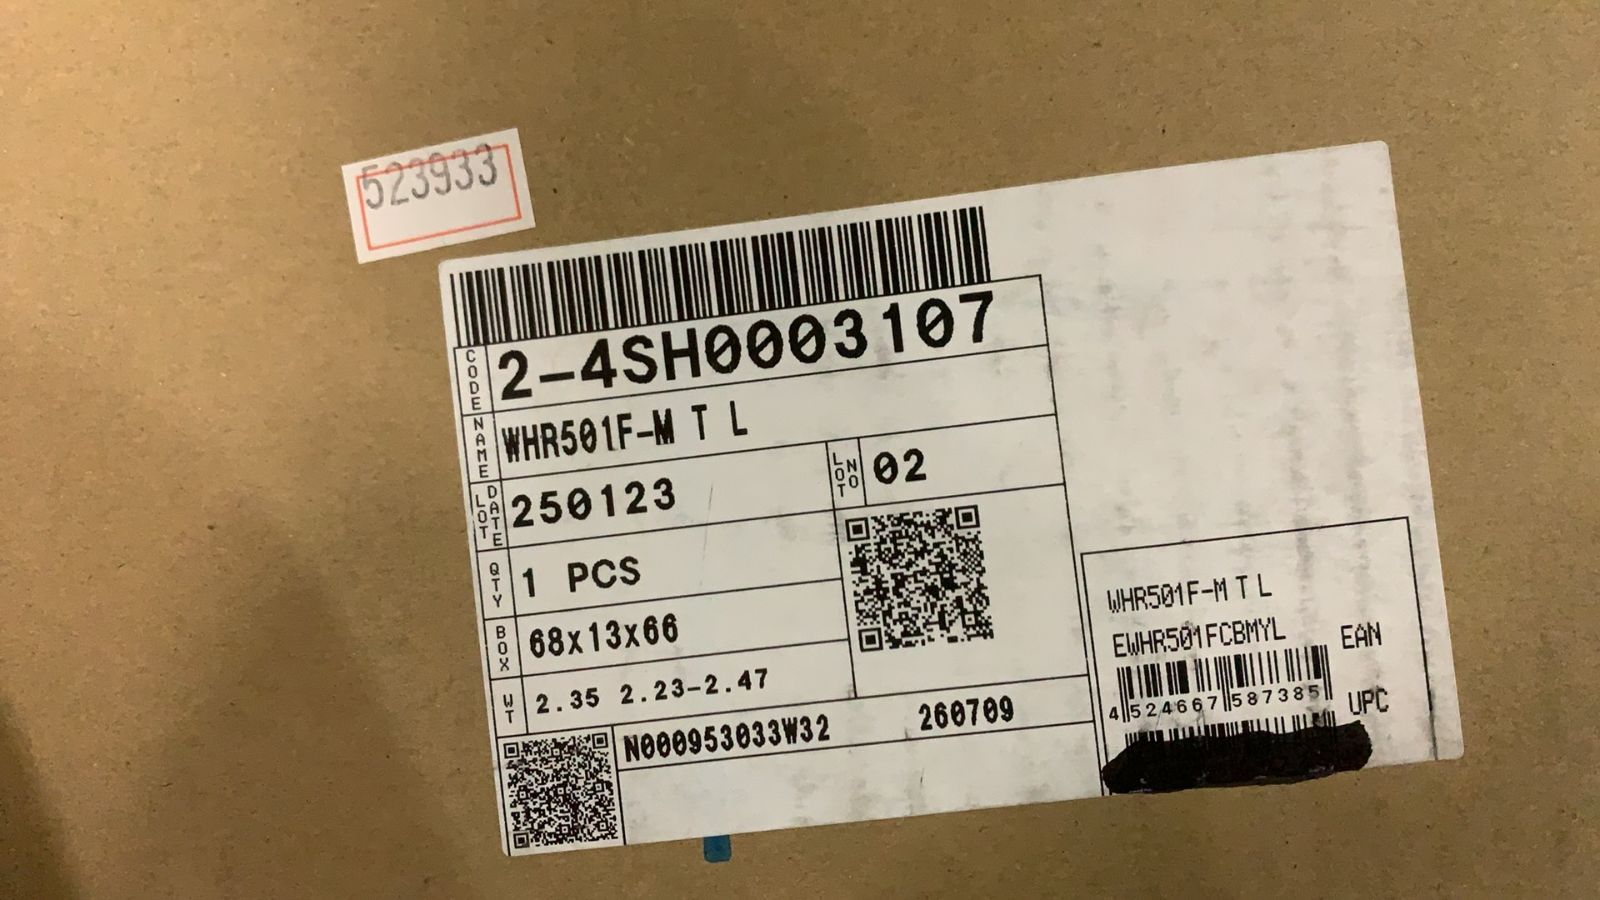 523933
CODE 2-4SH0003107
NAME WHR501F-M T L
LOT DATE 250123 LOT NO 02
QTY 1 PCS
BOX 68x13x66
WT 2.35 2.23-2.47
N000953033W32 260709
WHR501F-M T L
EWHR501FCBMYL EAN
4 524667 587385
UPC